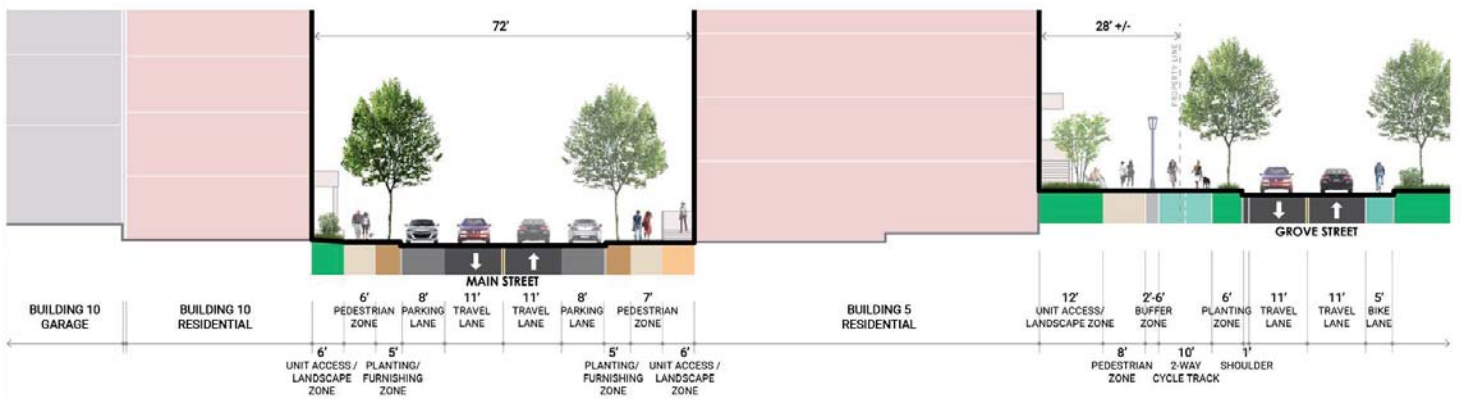 72'
28' +/-
PROPERTY LINE
MAIN STREET
GROVE STREET
BUILDING 10
GARAGE
BUILDING 10
RESIDENTIAL
6'
PEDESTRIAN
ZONE
8'
PARKING
LANE
11'
TRAVEL
LANE
11'
TRAVEL
LANE
8'
PARKING
LANE
7'
PEDESTRIAN
ZONE
BUILDING 5
RESIDENTIAL
12'
UNIT ACCESS/
LANDSCAPE ZONE
2'-6'
BUFFER
ZONE
6'
PLANTING
ZONE
11'
TRAVEL
LANE
11'
TRAVEL
LANE
5'
BIKE
LANE
6'
UNIT ACCESS /
LANDSCAPE
ZONE
5'
PLANTING/
FURNISHING
ZONE
5'
PLANTING/
FURNISHING
ZONE
6'
UNIT ACCESS /
LANDSCAPE
ZONE
8'
PEDESTRIAN
ZONE
10'
2-WAY
CYCLE TRACK
1'
SHOULDER